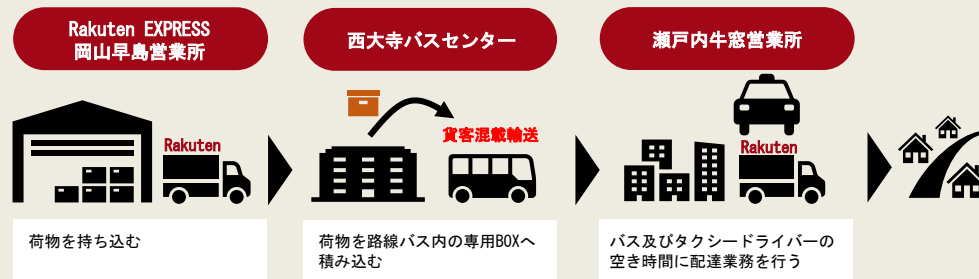 Rakuten EXPRESS
岡山早島営業所
西大寺バスセンター
瀬戸内牛窓営業所
Rakuten
貨客混載輸送
Rakuten
荷物を持ち込む
荷物を路線バス内の専用BOXへ
積み込む
バス及びタクシードライバーの
空き時間に配達業務を行う